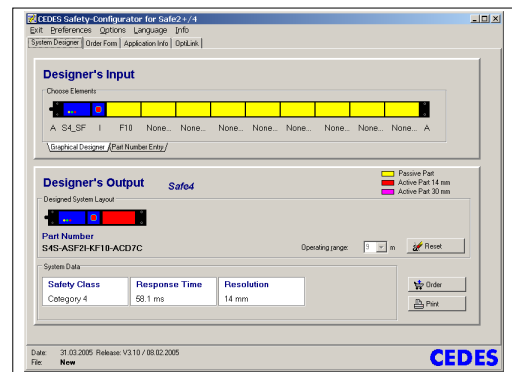 CEDES Safety-Configurator for Safe2+/4
Exit Preferences Options Language Info
System Designer Order Form Application Info OptiLink
Designer's Input
Choose Elements
A S4_SF I F10 None... None... None... None... None... None... None... A
Graphical Designer Part Number Entry
Designer's Output Safe4
Passive Part
Active Part 14 mm
Active Part 30 mm
Designed System Layout
Part Number
S4S-ASF2I-KF10-ACD7C
Operating range: 9 m Reset
System Data
Safety Class Response Time Resolution
Category 4 58.1 ms 14 mm
Order
Print
Date: 31.03.2005 Release: V3.10 / 08.02.2005
File: New
CEDES